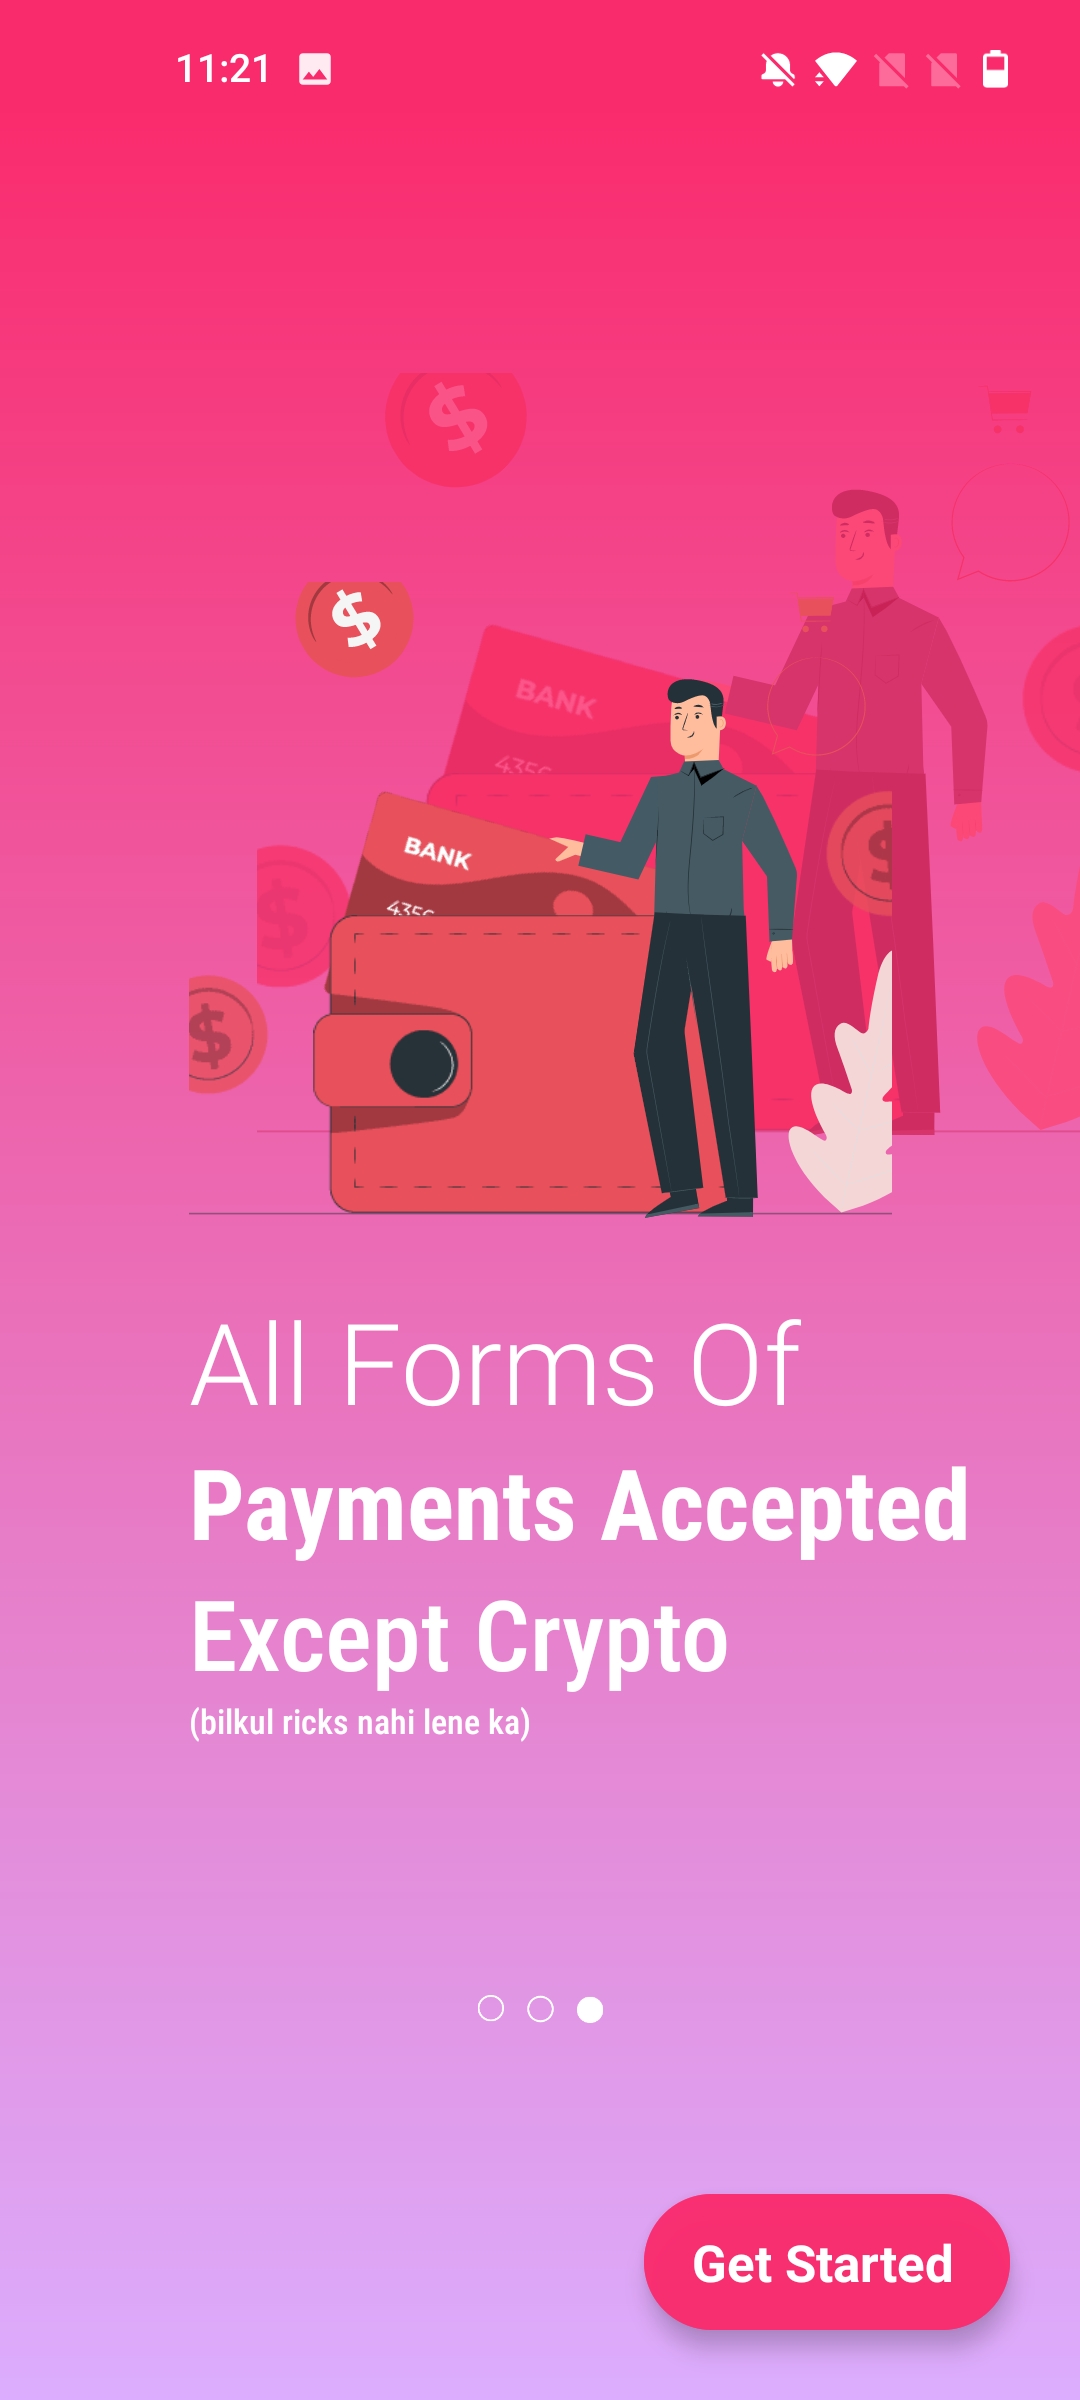 11:21
$
$
BANK
BANK
$
$
$
All Forms Of
Payments Accepted
Except Crypto
(bilkul ricks nahi lene ka)
Get Started